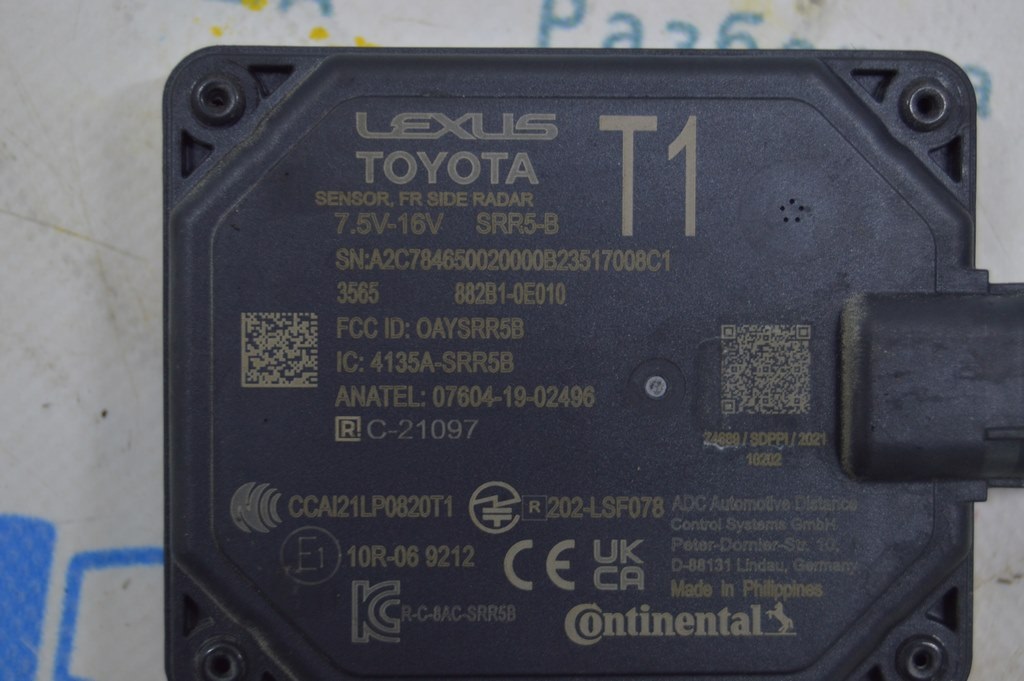 Разб
LEXUS
TOYOTA
T1
SENSOR, FR SIDE RADAR
7.5V-16V SRR5-B
SN:A2C784650020000B23517008C1
3565 882B1-0E010
FCC ID: OAYSRR5B
IC: 4135A-SRR5B
ANATEL: 07604-19-02496
R C-21097
74689 / SDPPI / 2021
10202
CCAI21LP0820T1
R 202-LSF078
E1 10R-06 9212
CE UK CA
R-C-8AC-SRR5B
ADC Automotive Distance
Control Systems GmbH
Peter-Dornier-Str. 10,
D-88131 Lindau, Germany
Made in Philippines
Continental